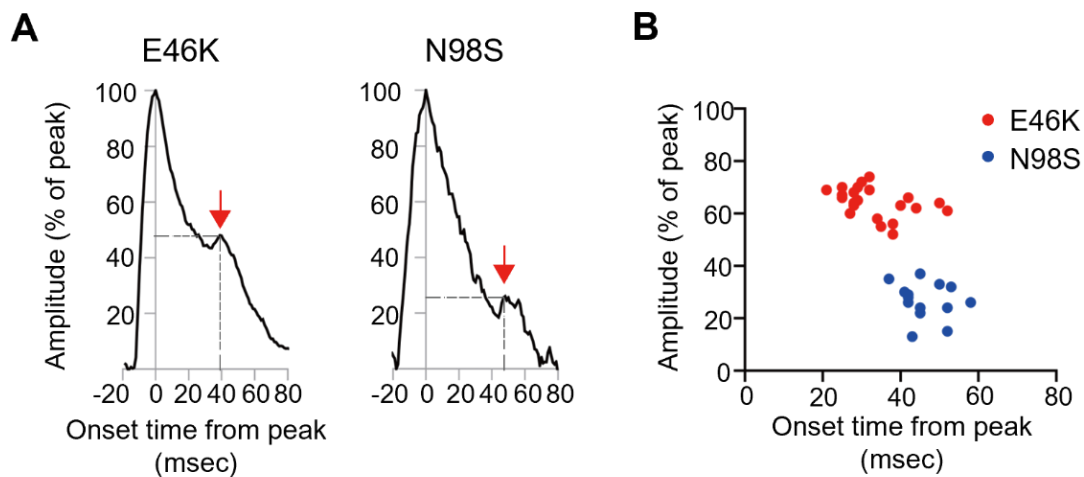 A
E46K
N98S
Amplitude (% of peak)
100
80
60
40
20
-20 0 20 40 60 80
100
80
60
40
20
-20 0 20 40 60 80
Onset time from peak
(msec)
B
Amplitude (% of peak)
100
80
60
40
20
0
0 20 40 60 80
Onset time from peak
(msec)
E46K
N98S